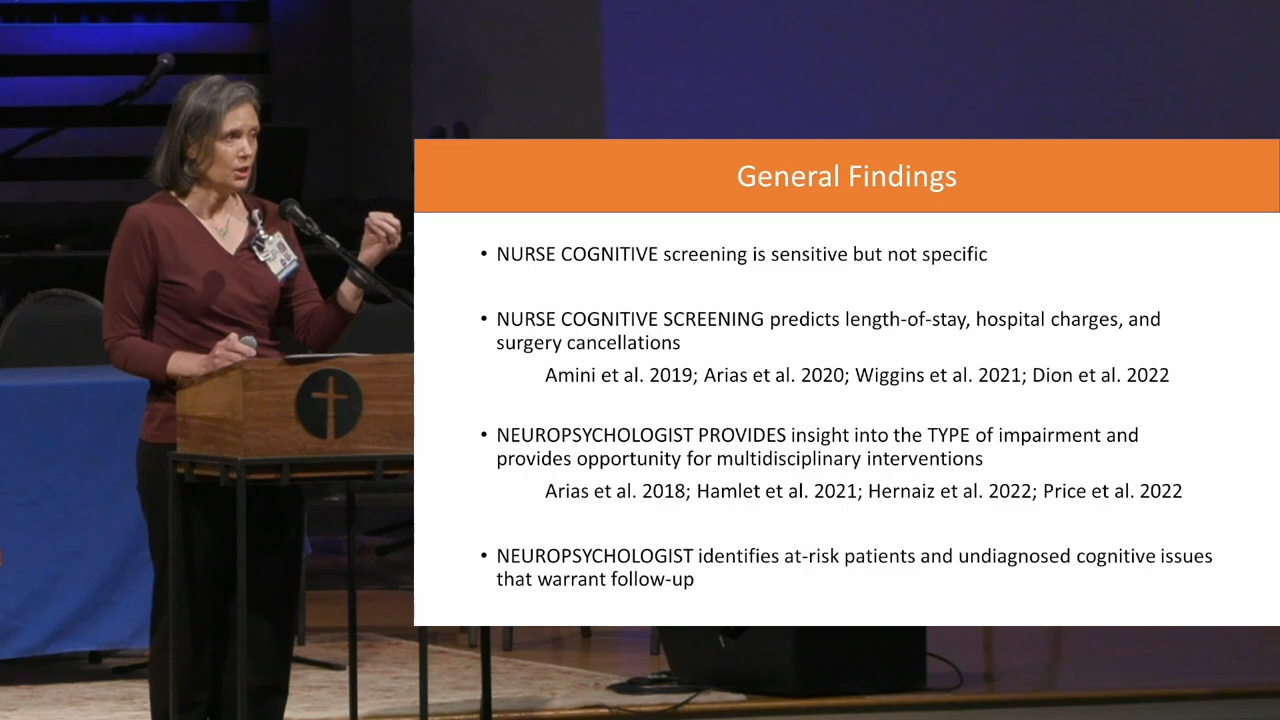 General Findings
• NURSE COGNITIVE screening is sensitive but not specific
• NURSE COGNITIVE SCREENING predicts length-of-stay, hospital charges, and
surgery cancellations
Amini et al. 2019; Arias et al. 2020; Wiggins et al. 2021; Dion et al. 2022
• NEUROPSYCHOLOGIST PROVIDES insight into the TYPE of impairment and
provides opportunity for multidisciplinary interventions
Arias et al. 2018; Hamlet et al. 2021; Hernaiz et al. 2022; Price et al. 2022
• NEUROPSYCHOLOGIST identifies at-risk patients and undiagnosed cognitive issues
that warrant follow-up